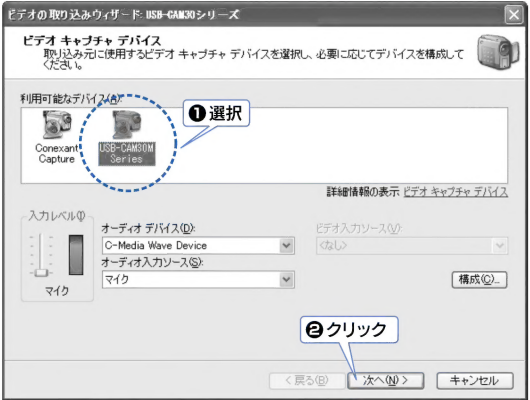 ビデオの取り込みウィザード: USB-CAM30シリーズ
ビデオ キャプチャ デバイス
取り込み元に使用するビデオ キャプチャ デバイスを選択し、必要に応じてデバイスを構成して
ください。
利用可能なデバイス(A):
❶選択
Conexant
Capture
USB-CAM30M
Series
詳細情報の表示 ビデオ キャプチャ デバイス
入力レベル(I)
オーディオ デバイス(D):
ビデオ入力ソース(V):
C-Media Wave Device
<なし>
オーディオ入力ソース(S):
マイク
構成(C)...
マイク
❷クリック
< 戻る(B)
次へ(N) >
キャンセル